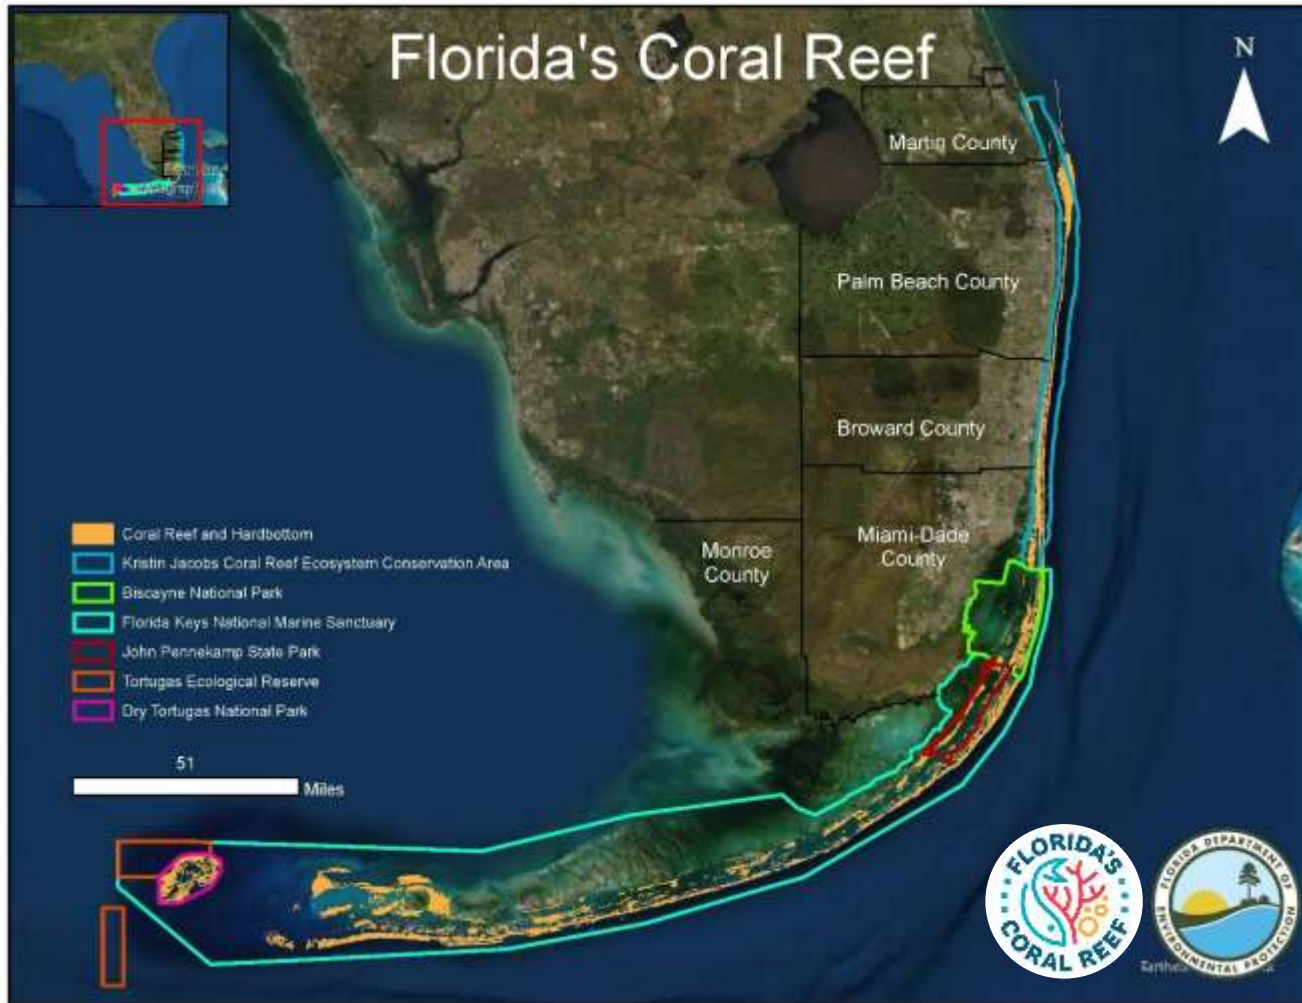 Florida's Coral Reef
N
Martin County
Palm Beach County
Broward County
Miami-Dade
County
Monroe
County
Coral Reef and Hardbottom
Kristin Jacobs Coral Reef Ecosystem Conservation Area
Biscayne National Park
Florida Keys National Marine Sanctuary
John Pennekamp State Park
Tortugas Ecological Reserve
Dry Tortugas National Park
51
Miles
FLORIDA'S
CORAL REEF
FLORIDA DEPARTMENT OF
ENVIRONMENTAL PROTECTION